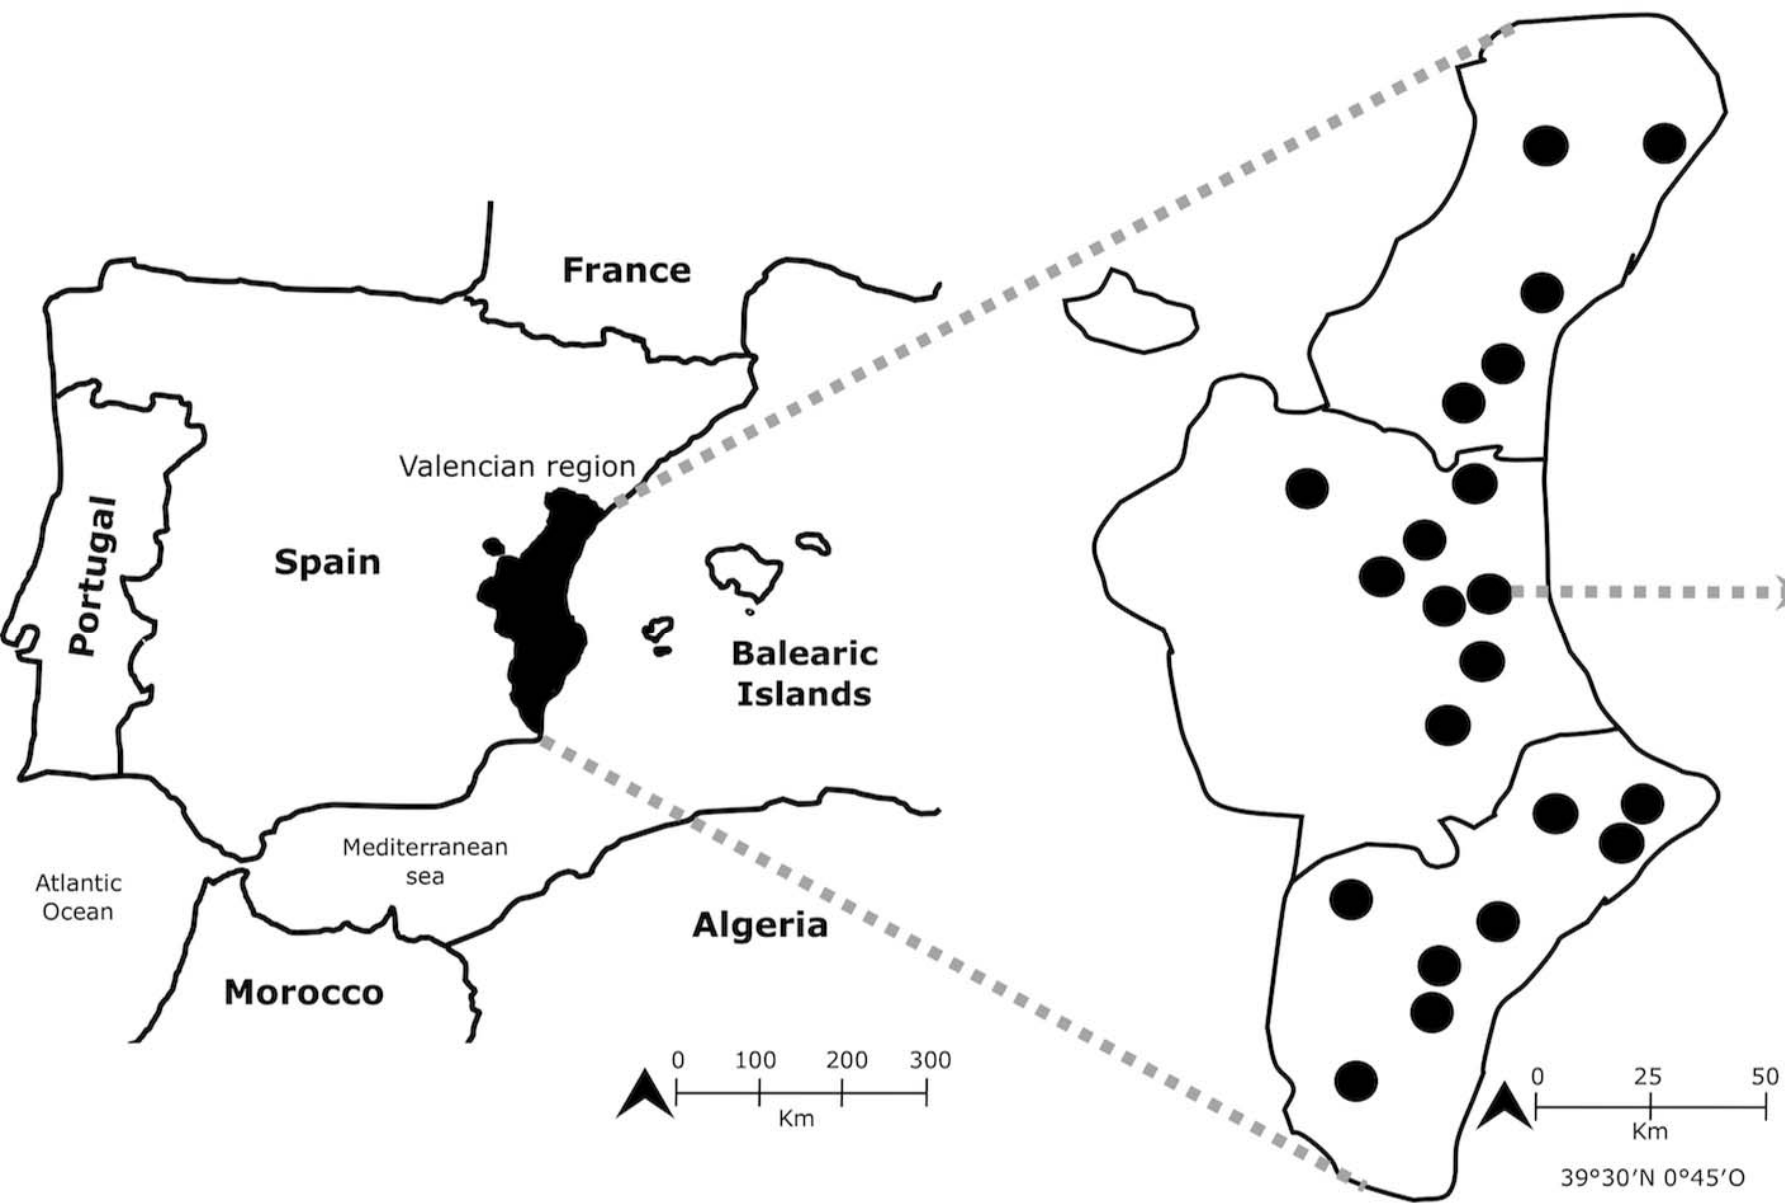 France
Valencian region
Portugal
Spain
Balearic
Islands
Mediterranean
sea
Atlantic
Ocean
Algeria
Morocco
0 100 200 300
Km
0 25 50
Km
39°30’N 0°45’O